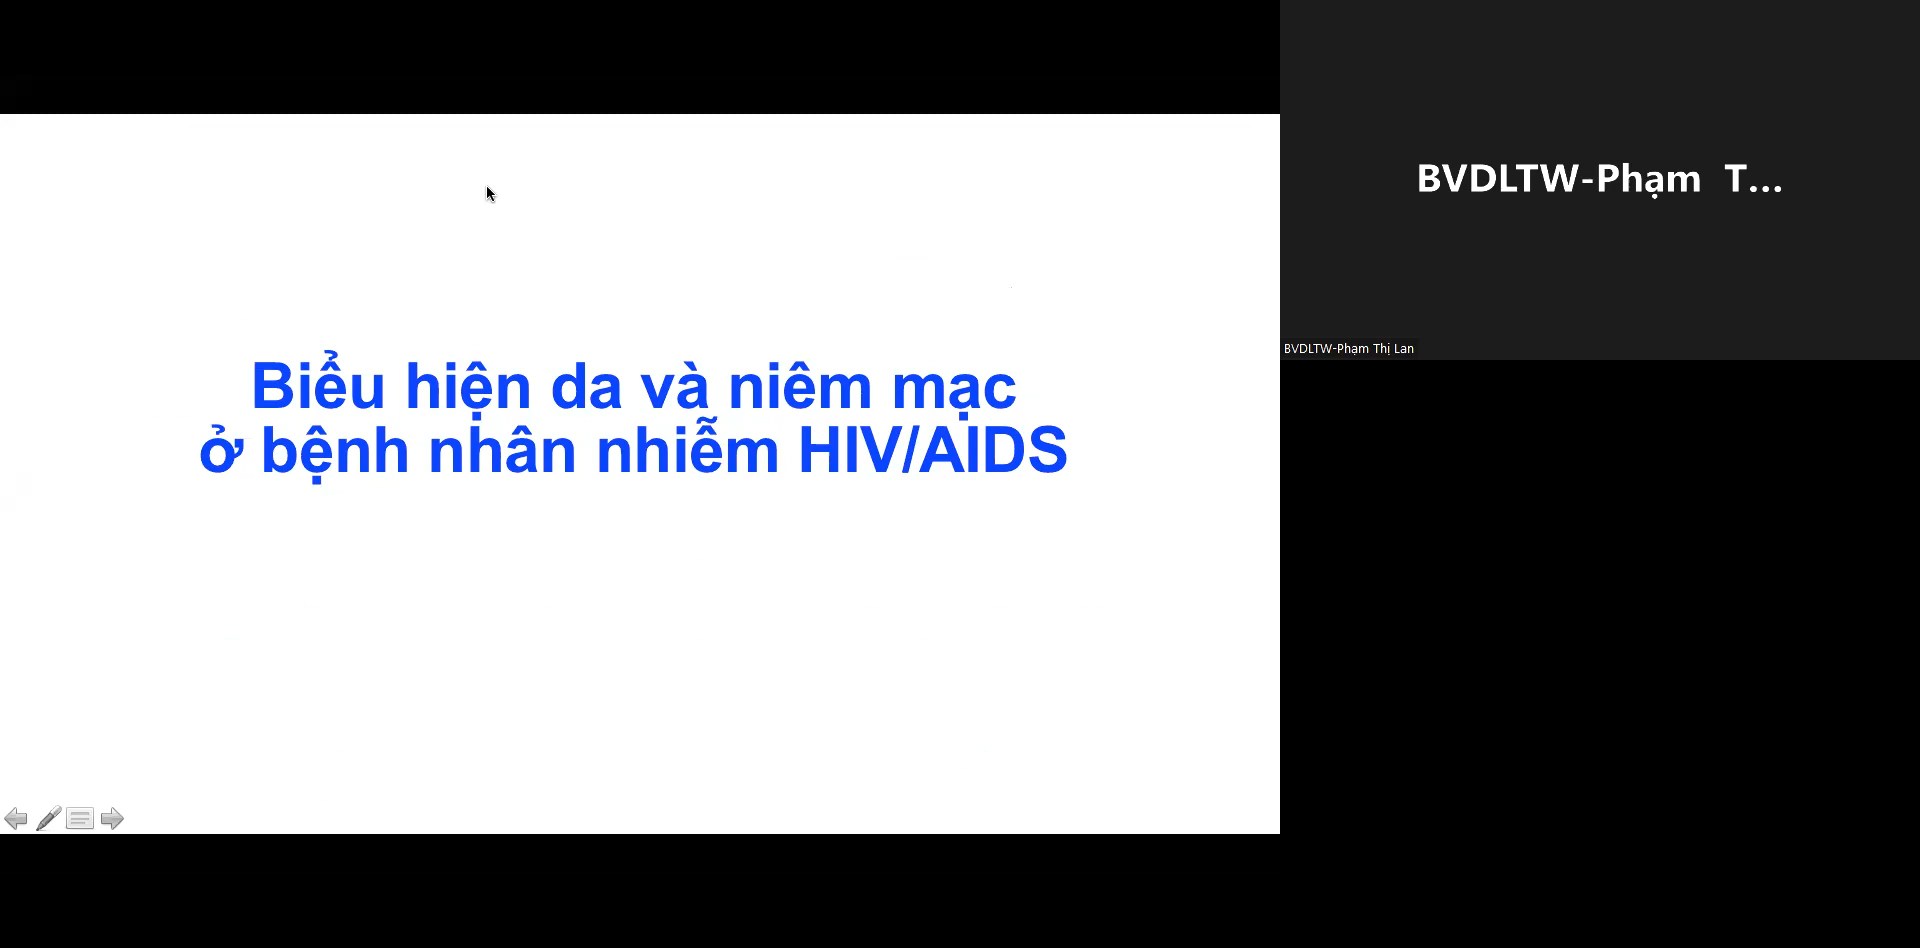 Biểu hiện da và niêm mạc
ở bệnh nhân nhiễm HIV/AIDS
BVDLTW-Phạm T...
BVDLTW-Phạm Thị Lan